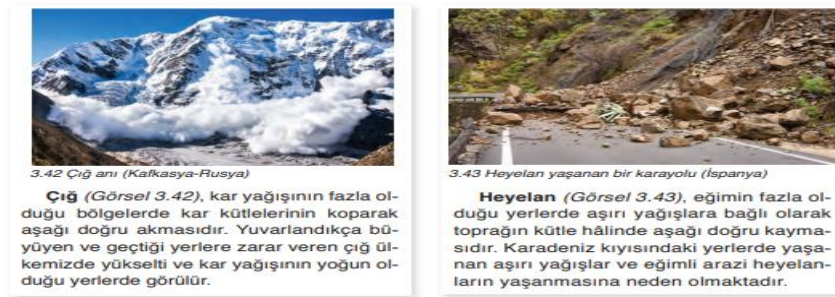 3.42 Çığ anı (Kafkasya-Rusya)
Çığ (Görsel 3.42), kar yağışının fazla ol-
duğu bölgelerde kar kütlelerinin koparak
aşağı doğru akmasıdır. Yuvarlandıkça bü-
yüyen ve geçtiği yerlere zarar veren çığ ül-
kemizde yükselti ve kar yağışının yoğun ol-
duğu yerlerde görülür.
3.43 Heyelan yaşanan bir karayolu (İspanya)
Heyelan (Görsel 3.43), eğimin fazla ol-
duğu yerlerde aşırı yağışlara bağlı olarak
toprağın kütle hâlinde aşağı doğru kayma-
sıdır. Karadeniz kıyısındaki yerlerde yaşa-
nan aşırı yağışlar ve eğimli arazi heyelan-
ların yaşanmasına neden olmaktadır.